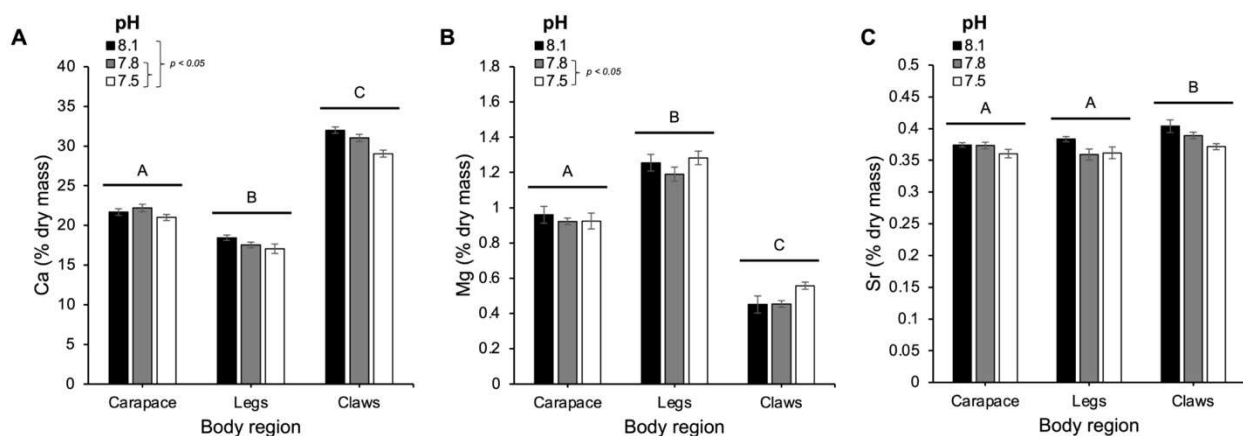 A
pH
8.1
7.8
7.5
p < 0.05
Ca (% dry mass)
40
35
30
25
20
15
10
5
0
A
B
C
Carapace
Legs
Claws
Body region
B
pH
8.1
7.8
7.5
p < 0.05
Mg (% dry mass)
1.8
1.6
1.4
1.2
1
0.8
0.6
0.4
0.2
0
A
B
C
Carapace
Legs
Claws
Body region
C
pH
8.1
7.8
7.5
Sr (% dry mass)
0.5
0.45
0.4
0.35
0.3
0.25
0.2
0.15
0.1
0.05
0
A
A
B
Carapace
Legs
Claws
Body region